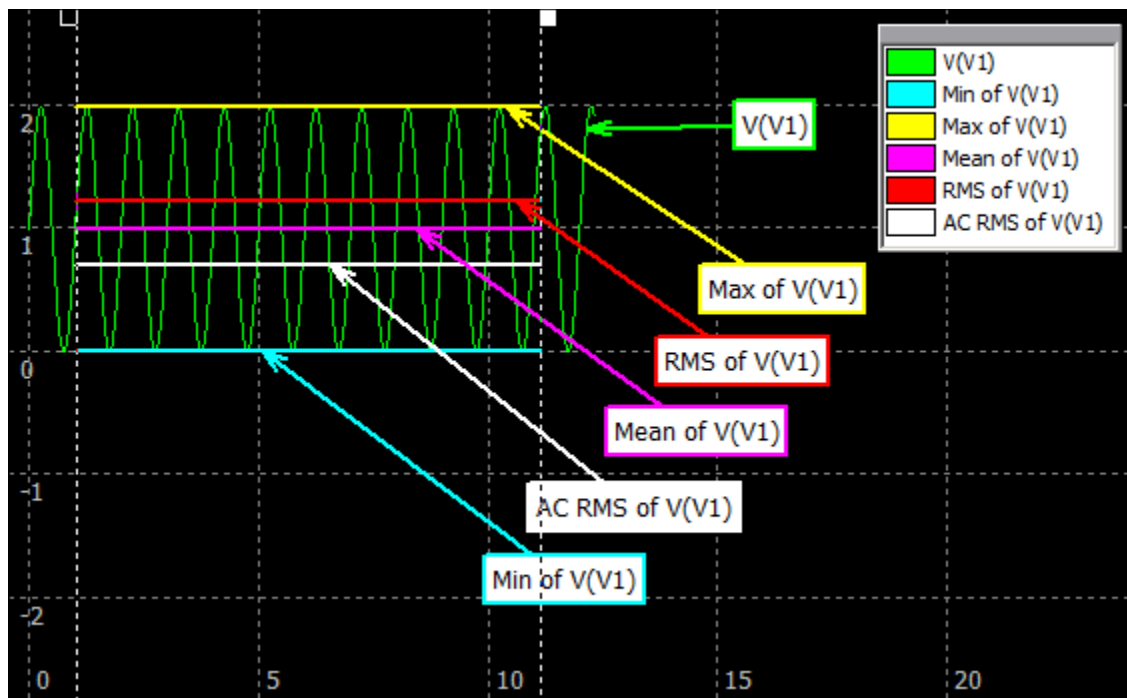 V(V1)
Min of V(V1)
Max of V(V1)
Mean of V(V1)
RMS of V(V1)
AC RMS of V(V1)
2
V(V1)
1
Max of V(V1)
0
RMS of V(V1)
Mean of V(V1)
-1
AC RMS of V(V1)
Min of V(V1)
-2
0 5 10 15 20